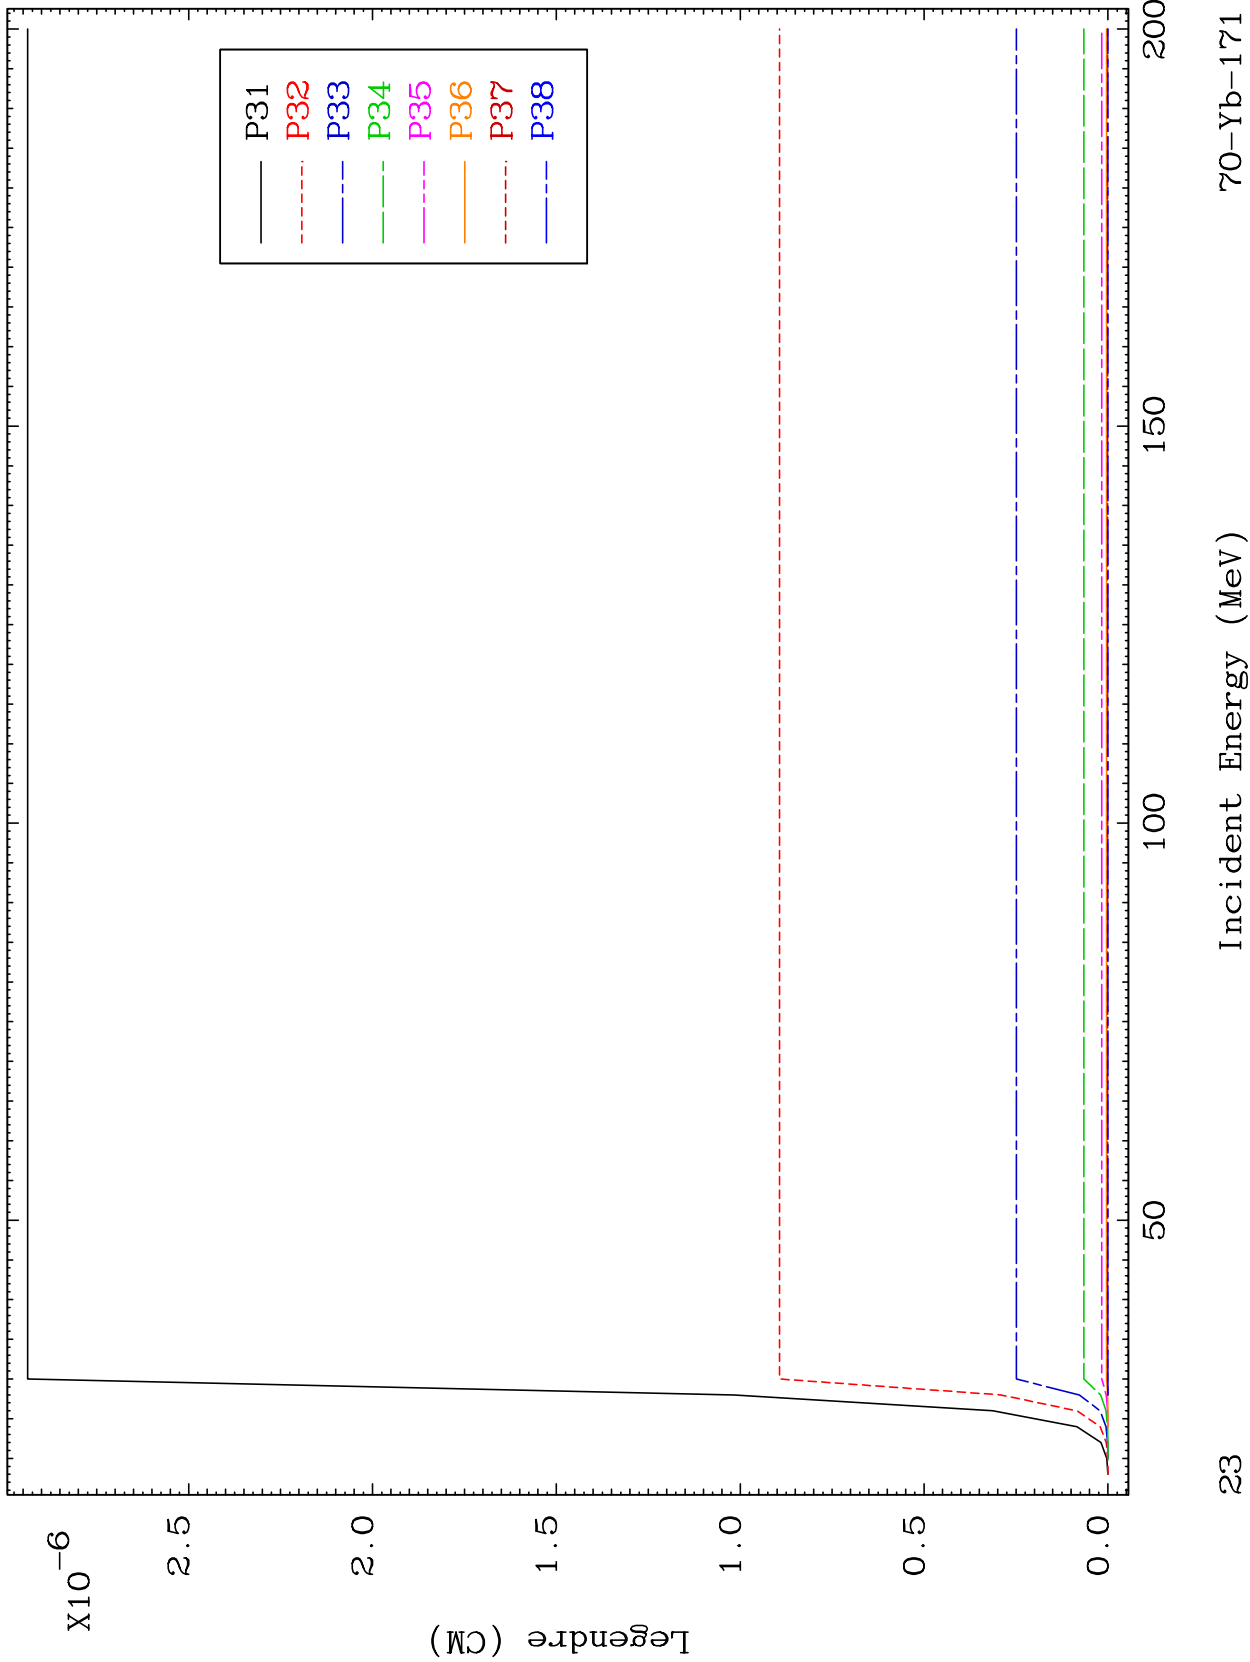 X10-6
2.5
2.0
1.5
1.0
0.5
0.0
Legendre (CM)
P31
P32
P33
P34
P35
P36
P37
P38
50
100
150
200
23
Incident Energy (MeV)
70-Yb-171